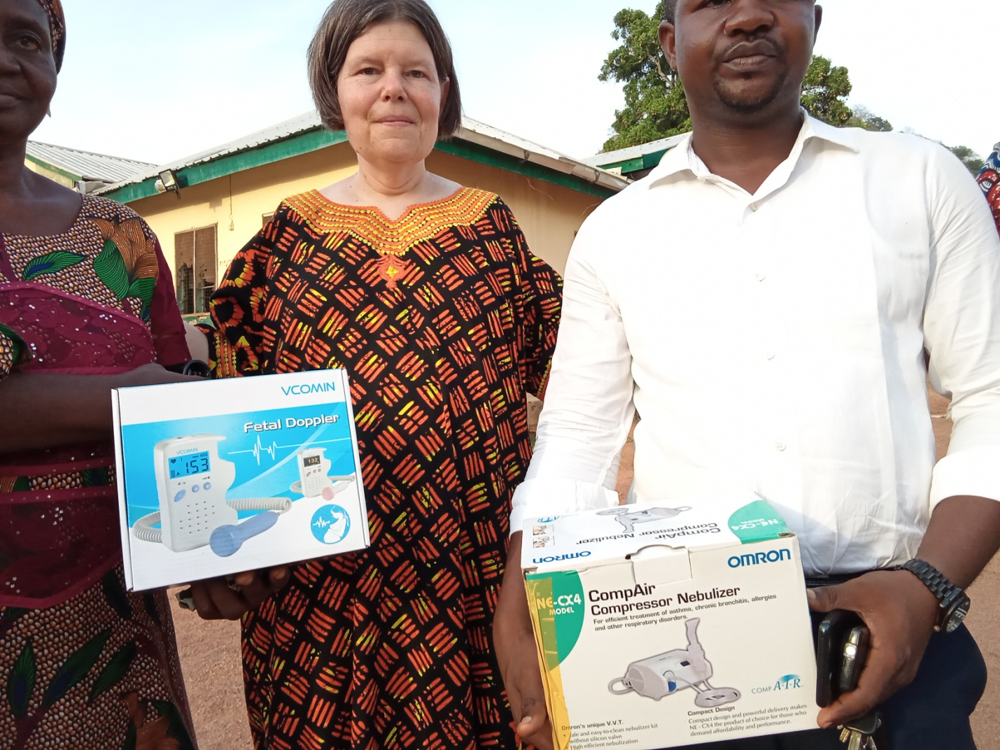 VCOMIN
Fetal Doppler
VCOMIN
153
132
CompAir Nebulizer
Compressor
NE-CX4
MODEL
OMRON
OMRON
OMRON
NE-CX4
MODEL
CompAir
Compressor Nebulizer
For efficient treatment of asthma, chronic bronchitis, allergies
and other respiratory disorders.
COMP A-I-R
Compact Design
Compact design and powerful delivery makes
NE - CX4 the product of choice for those who
demand affordability and performance.
Omron's unique V.V.T.
safe and easy-to-clean nebulizer kit
without silicon valve
• High efficient nebulization